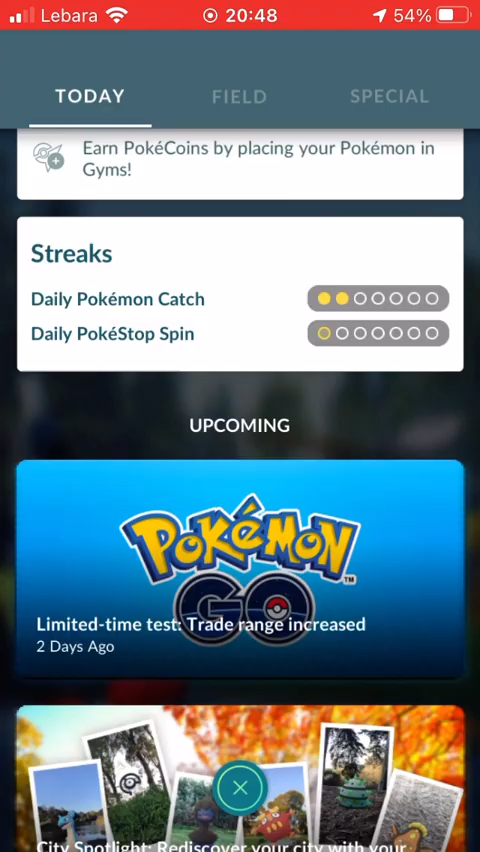 Lebara 20:48 54%
TODAY FIELD SPECIAL
Earn PokéCoins by placing your Pokémon in
Gyms!
Streaks
Daily Pokémon Catch
Daily PokéStop Spin
UPCOMING
POKÉMON
GO
TM
Limited-time test: Trade range increased
2 Days Ago
City Spotlight: Rediscover your city with your